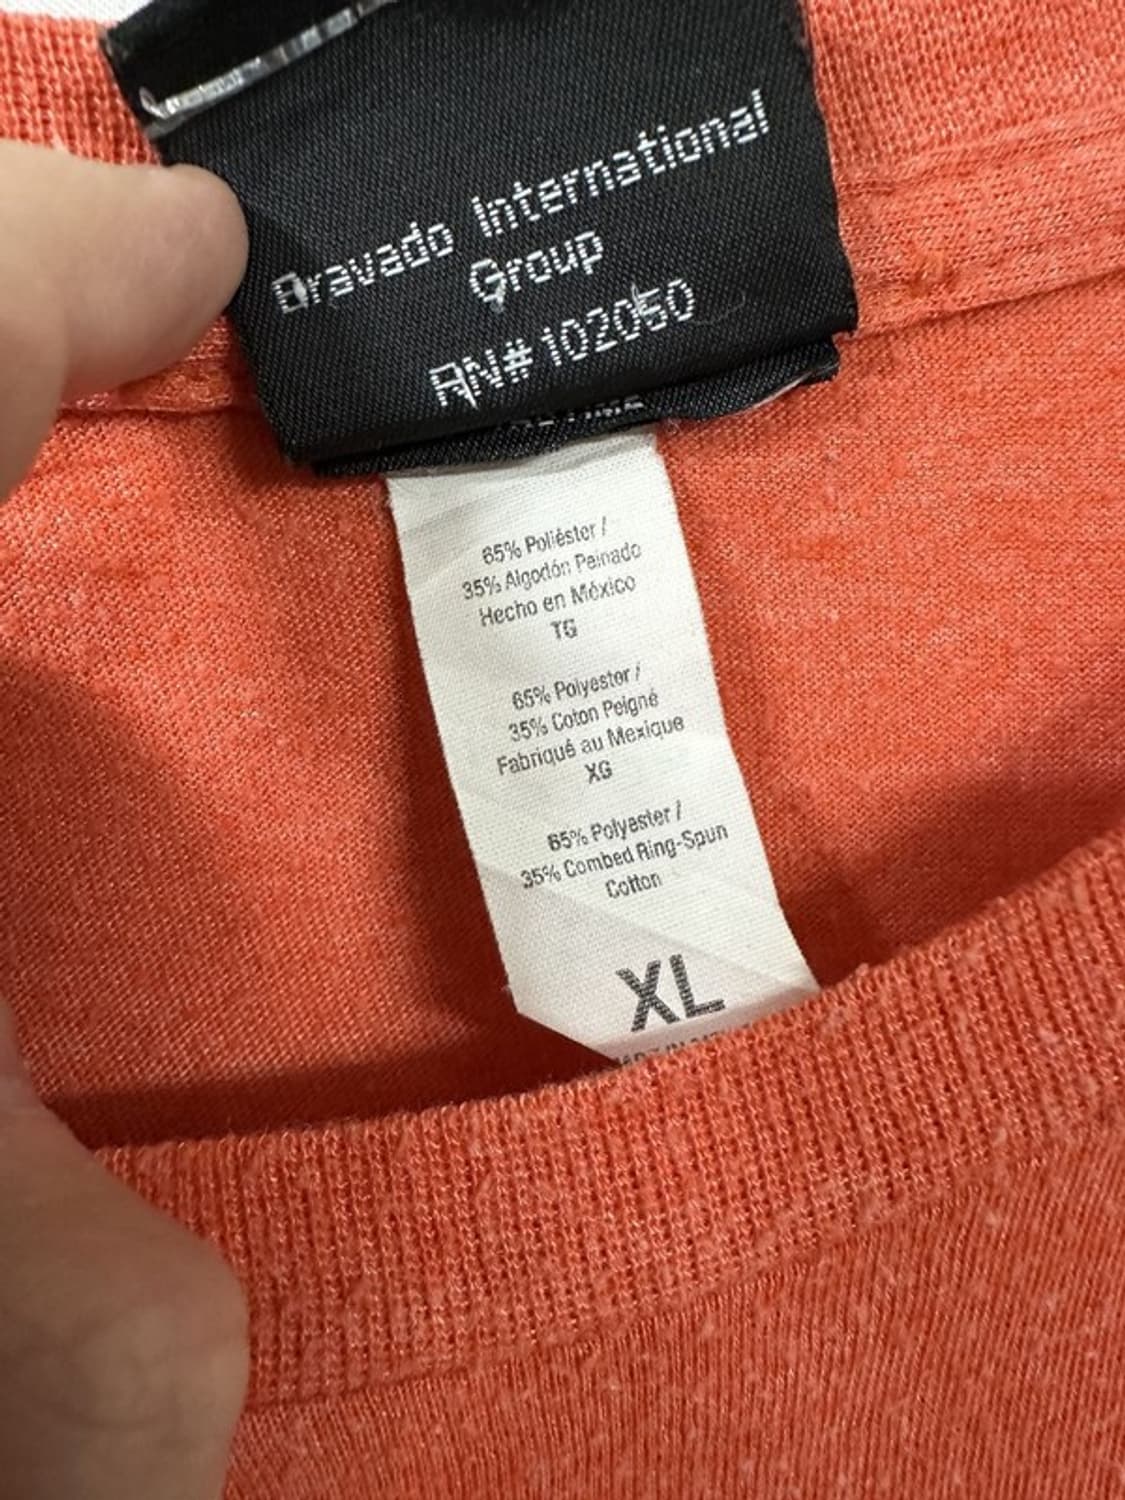 Bravado International
Group
RN# 102050
65% Poliéster /
35% Algodón Peinado
Hecho en México
TG
65% Polyester /
35% Coton Peigné
Fabriqué au Mexique
XG
65% Polyester /
35% Combed Ring-Spun
Cotton
XL